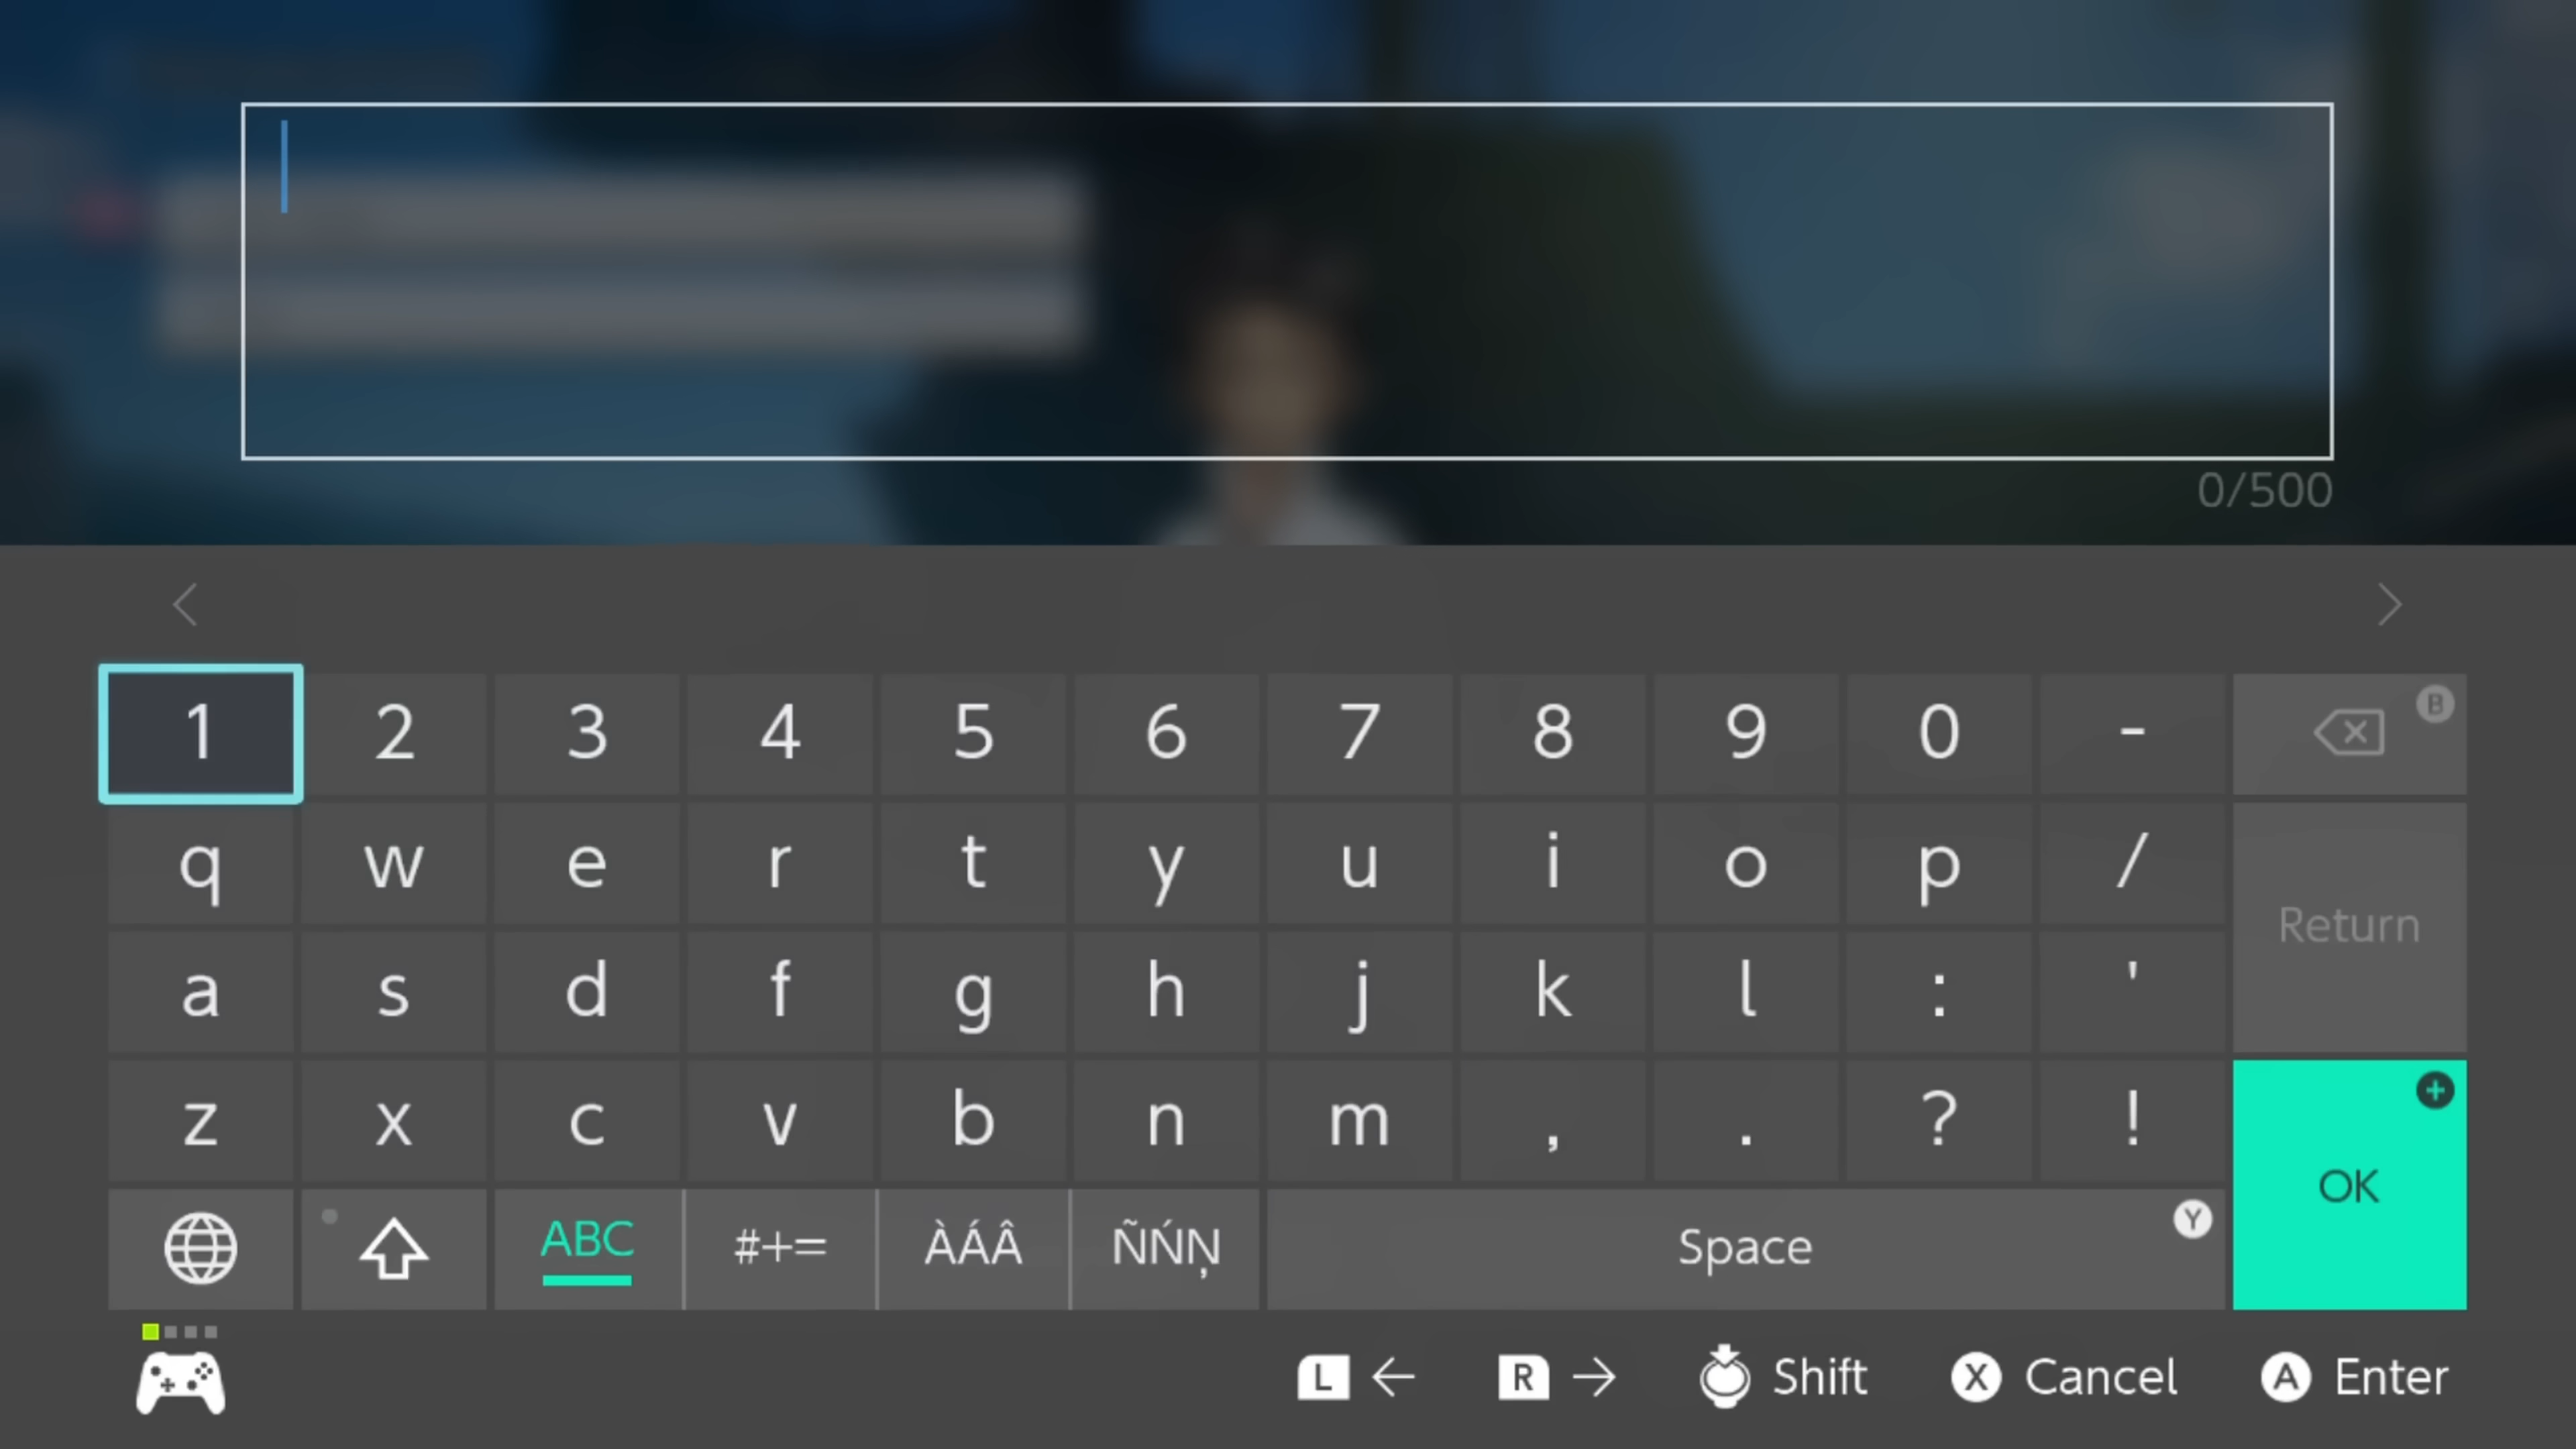 0/500
1 2 3 4 5 6 7 8 9 0 - B
q w e r t y u i o p /
Return
a s d f g h j k l : '
z x c v b n m , . ? ! +
OK
ABC #+= ÀÁÂ ÑŃŅ Space Y
L ← R → Shift X Cancel A Enter